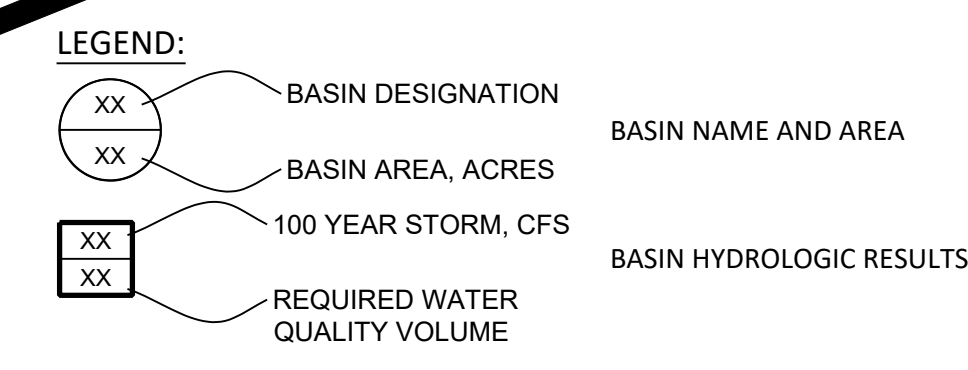 LEGEND:
XX
BASIN DESIGNATION
XX
BASIN AREA, ACRES
BASIN NAME AND AREA
XX
100 YEAR STORM, CFS
XX
REQUIRED WATER
QUALITY VOLUME
BASIN HYDROLOGIC RESULTS